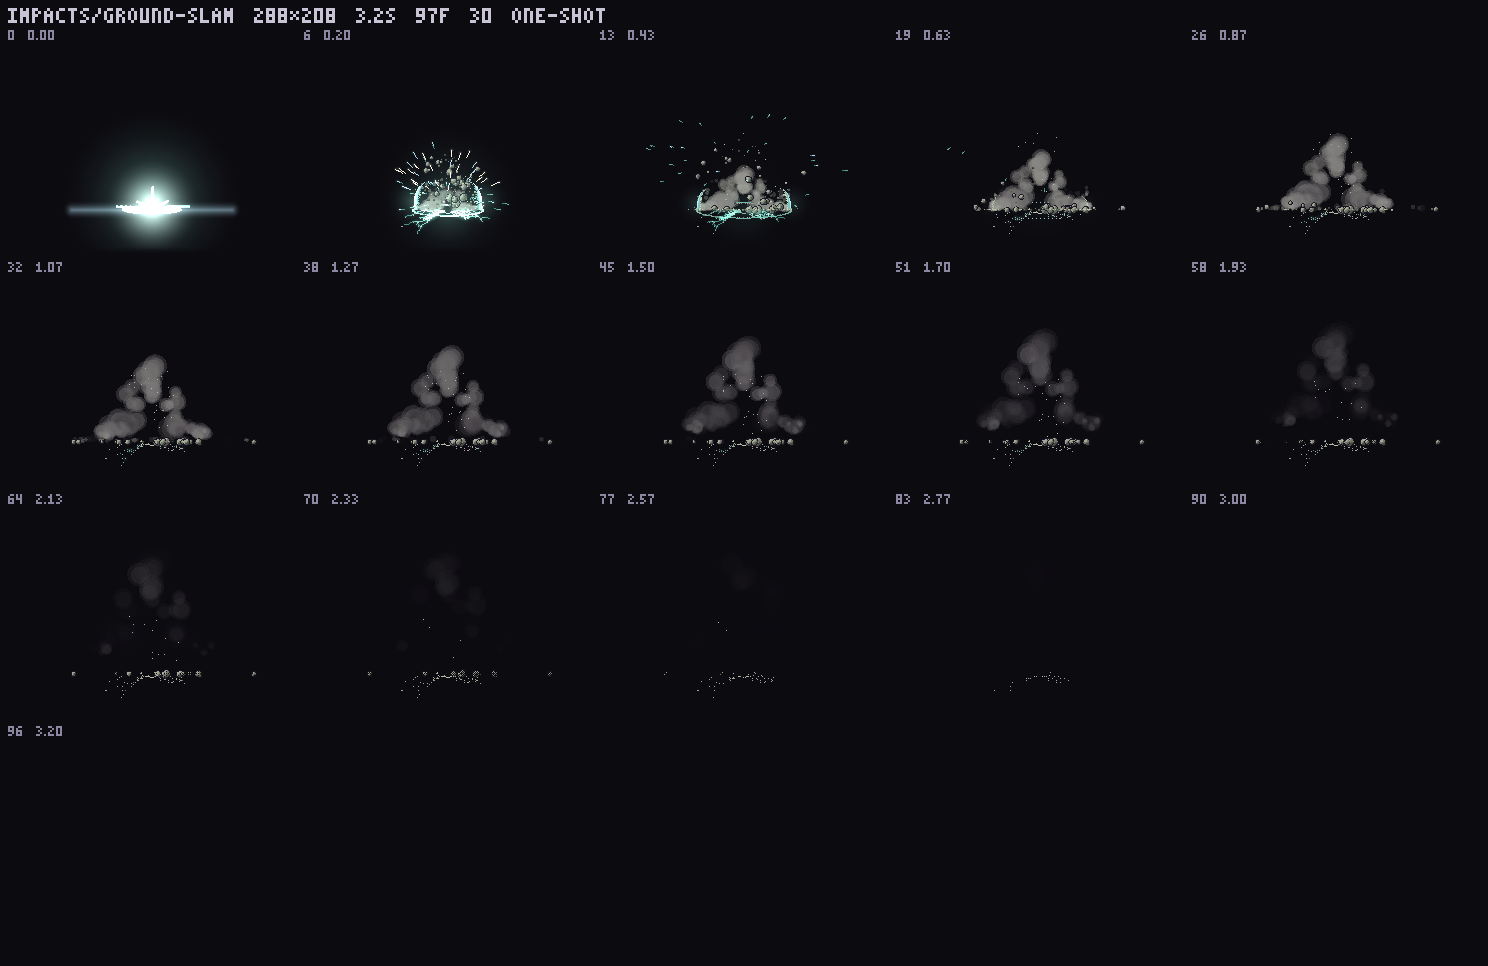 IMPACTS/GROUND-SLAM 288×208 3.2S 97F 30 ONE-SHOT
0 0.00 6 0.20 13 0.43 19 0.63 26 0.87
32 1.07 38 1.27 45 1.50 51 1.70 58 1.93
64 2.13 70 2.33 77 2.57 83 2.77 90 3.00
96 3.20